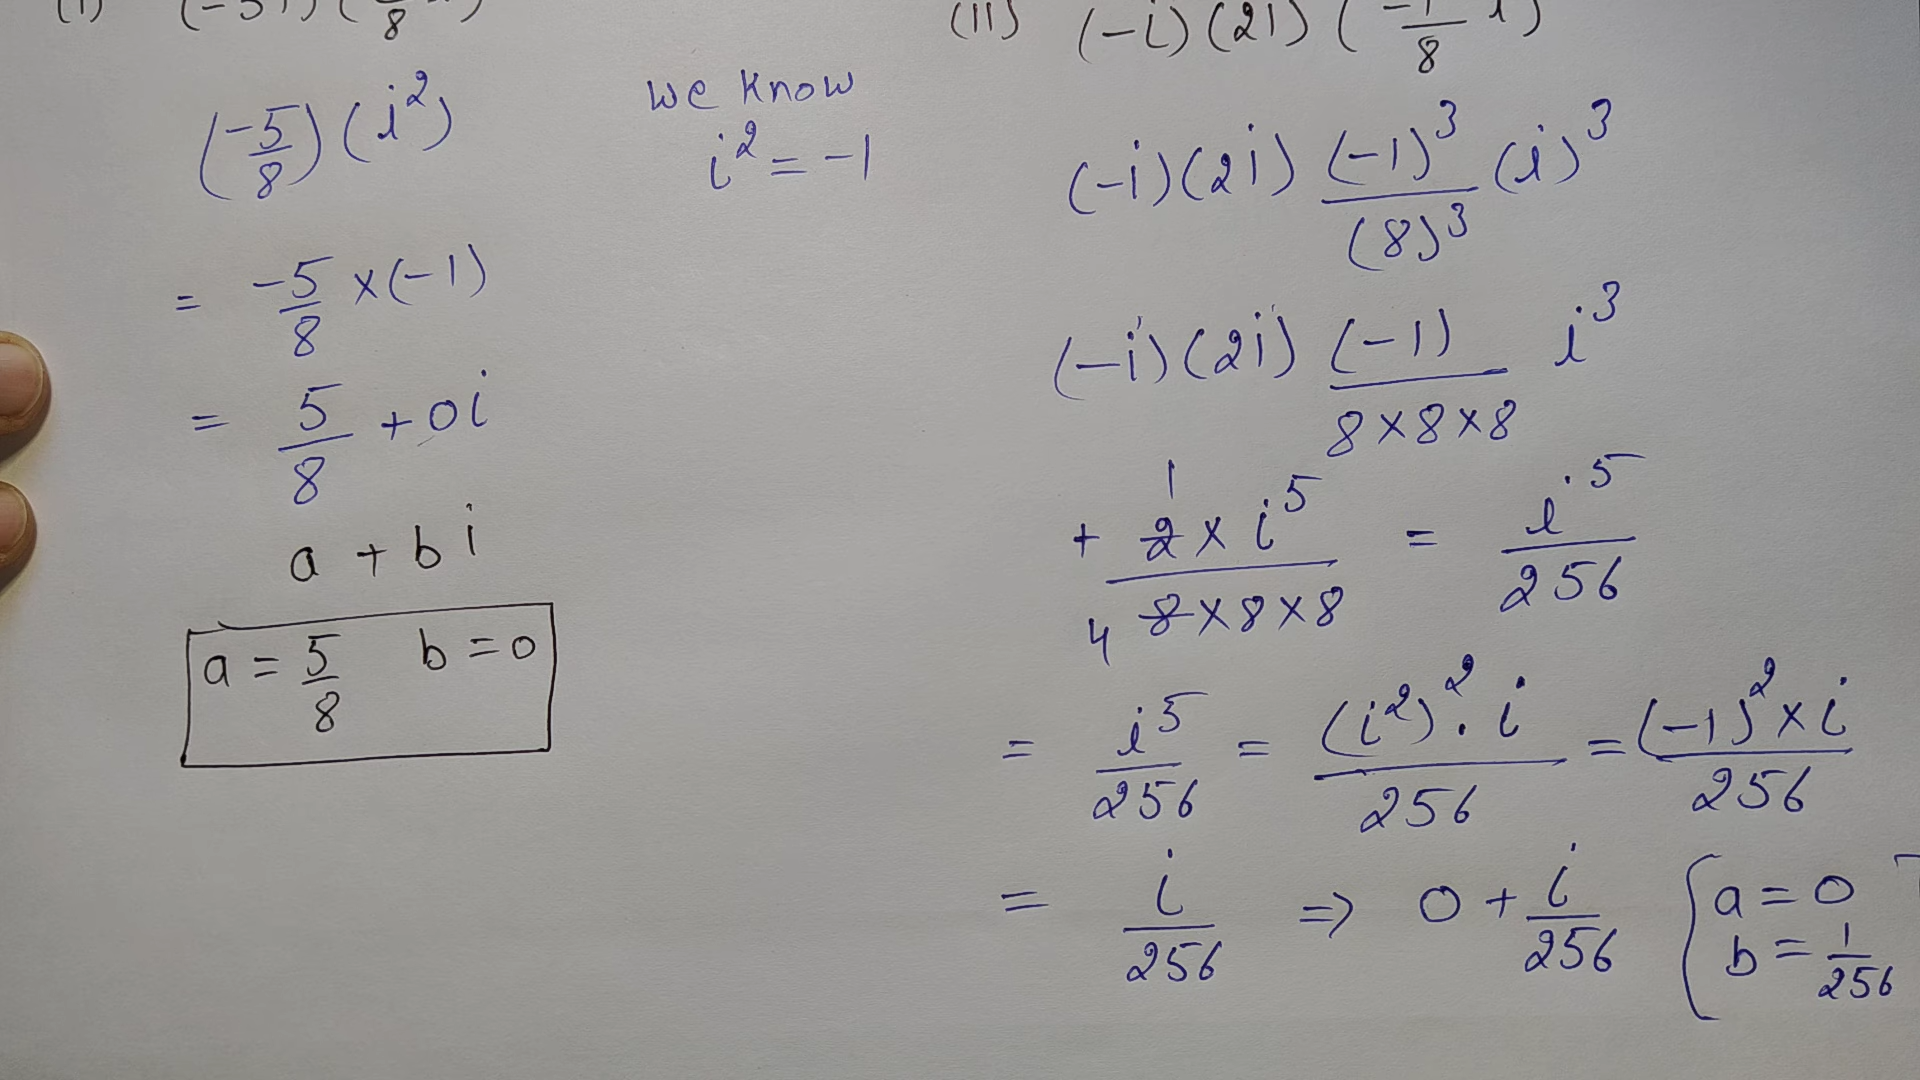 (-5/8) (i²)
= -5/8 × (-1)
= 5/8 + 0i
a + b i
a = 5/8 b = 0
we know
i² = -1
(II) (-i) (2i) (-1/8 i)
(-i) (2i) (-1)³/(8)³ (i)³
(-i) (2i) (-1)/8×8×8 i³
+ 1 2 × i⁵/4 8×8×8 = i⁵/256
= i⁵/256 = (i²)² . i/256 = (-1)² × i/256
= i/256 ⇒ 0 + i/256 { a = 0
b = 1/256